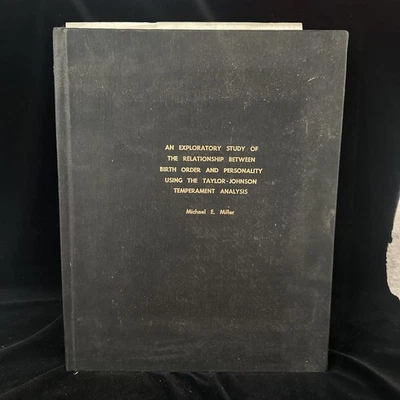 AN EXPLORATORY STUDY OF
THE RELATIONSHIP BETWEEN
BIRTH ORDER AND PERSONALITY
USING THE TAYLOR-JOHNSON
TEMPERAMENT ANALYSIS
Michael E. Miller